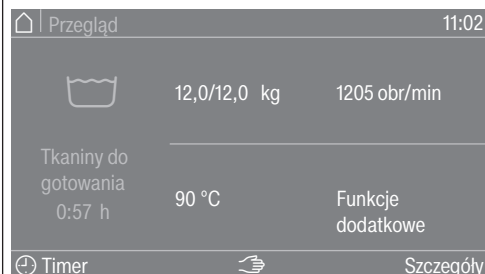 Przegląd 11:02
12,0/12,0 kg 1205 obr/min
Tkaniny do
gotowania
0:57 h
90 °C Funkcje
dodatkowe
Timer Szczegóły